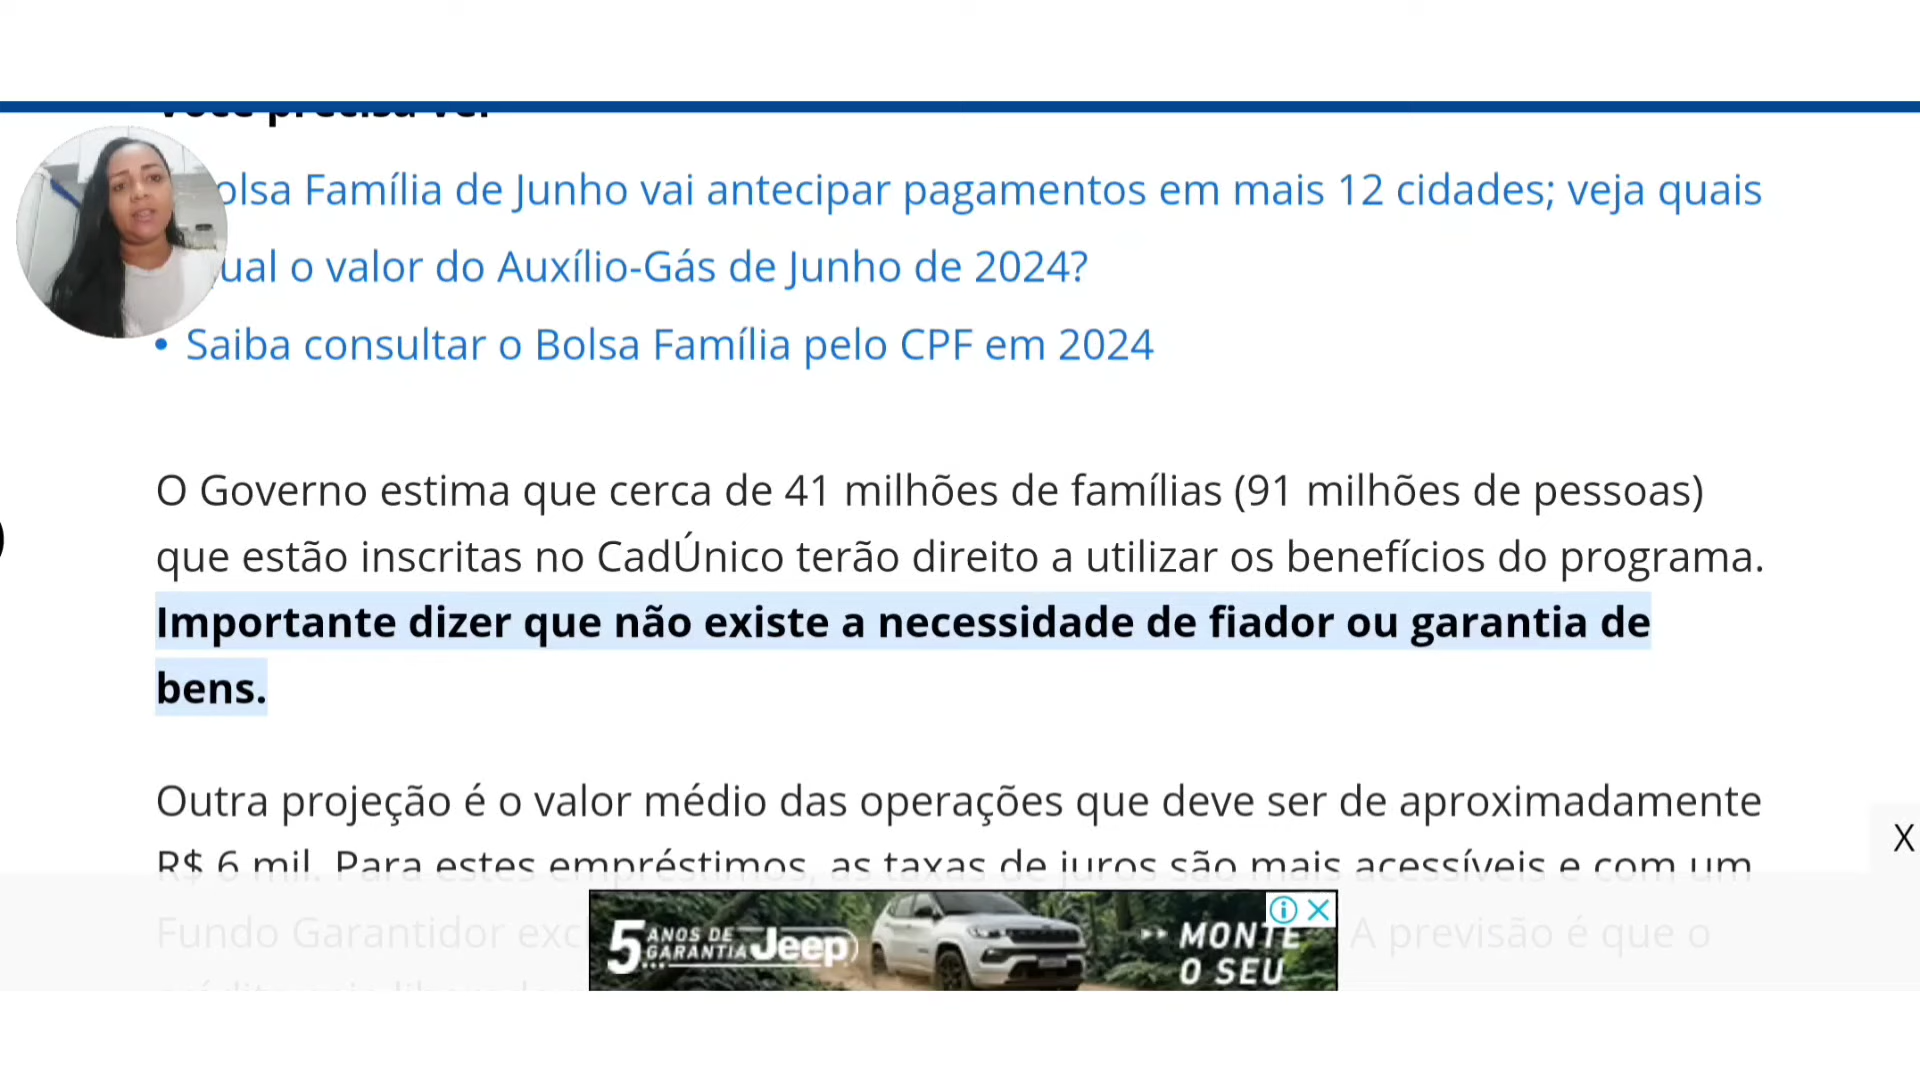 Você precisa ver
olsa Família de Junho vai antecipar pagamentos em mais 12 cidades; veja quais
ual o valor do Auxílio-Gás de Junho de 2024?
• Saiba consultar o Bolsa Família pelo CPF em 2024
O Governo estima que cerca de 41 milhões de famílias (91 milhões de pessoas)
que estão inscritas no CadÚnico terão direito a utilizar os benefícios do programa.
Importante dizer que não existe a necessidade de fiador ou garantia de
bens.
Outra projeção é o valor médio das operações que deve ser de aproximadamente
X
R$ 6 mil. Para estes empréstimos, as taxas de juros são mais acessíveis e com um
Fundo Garantidor exc A previsão é que o
5 ANOS DE GARANTIA Jeep
MONTE
O SEU